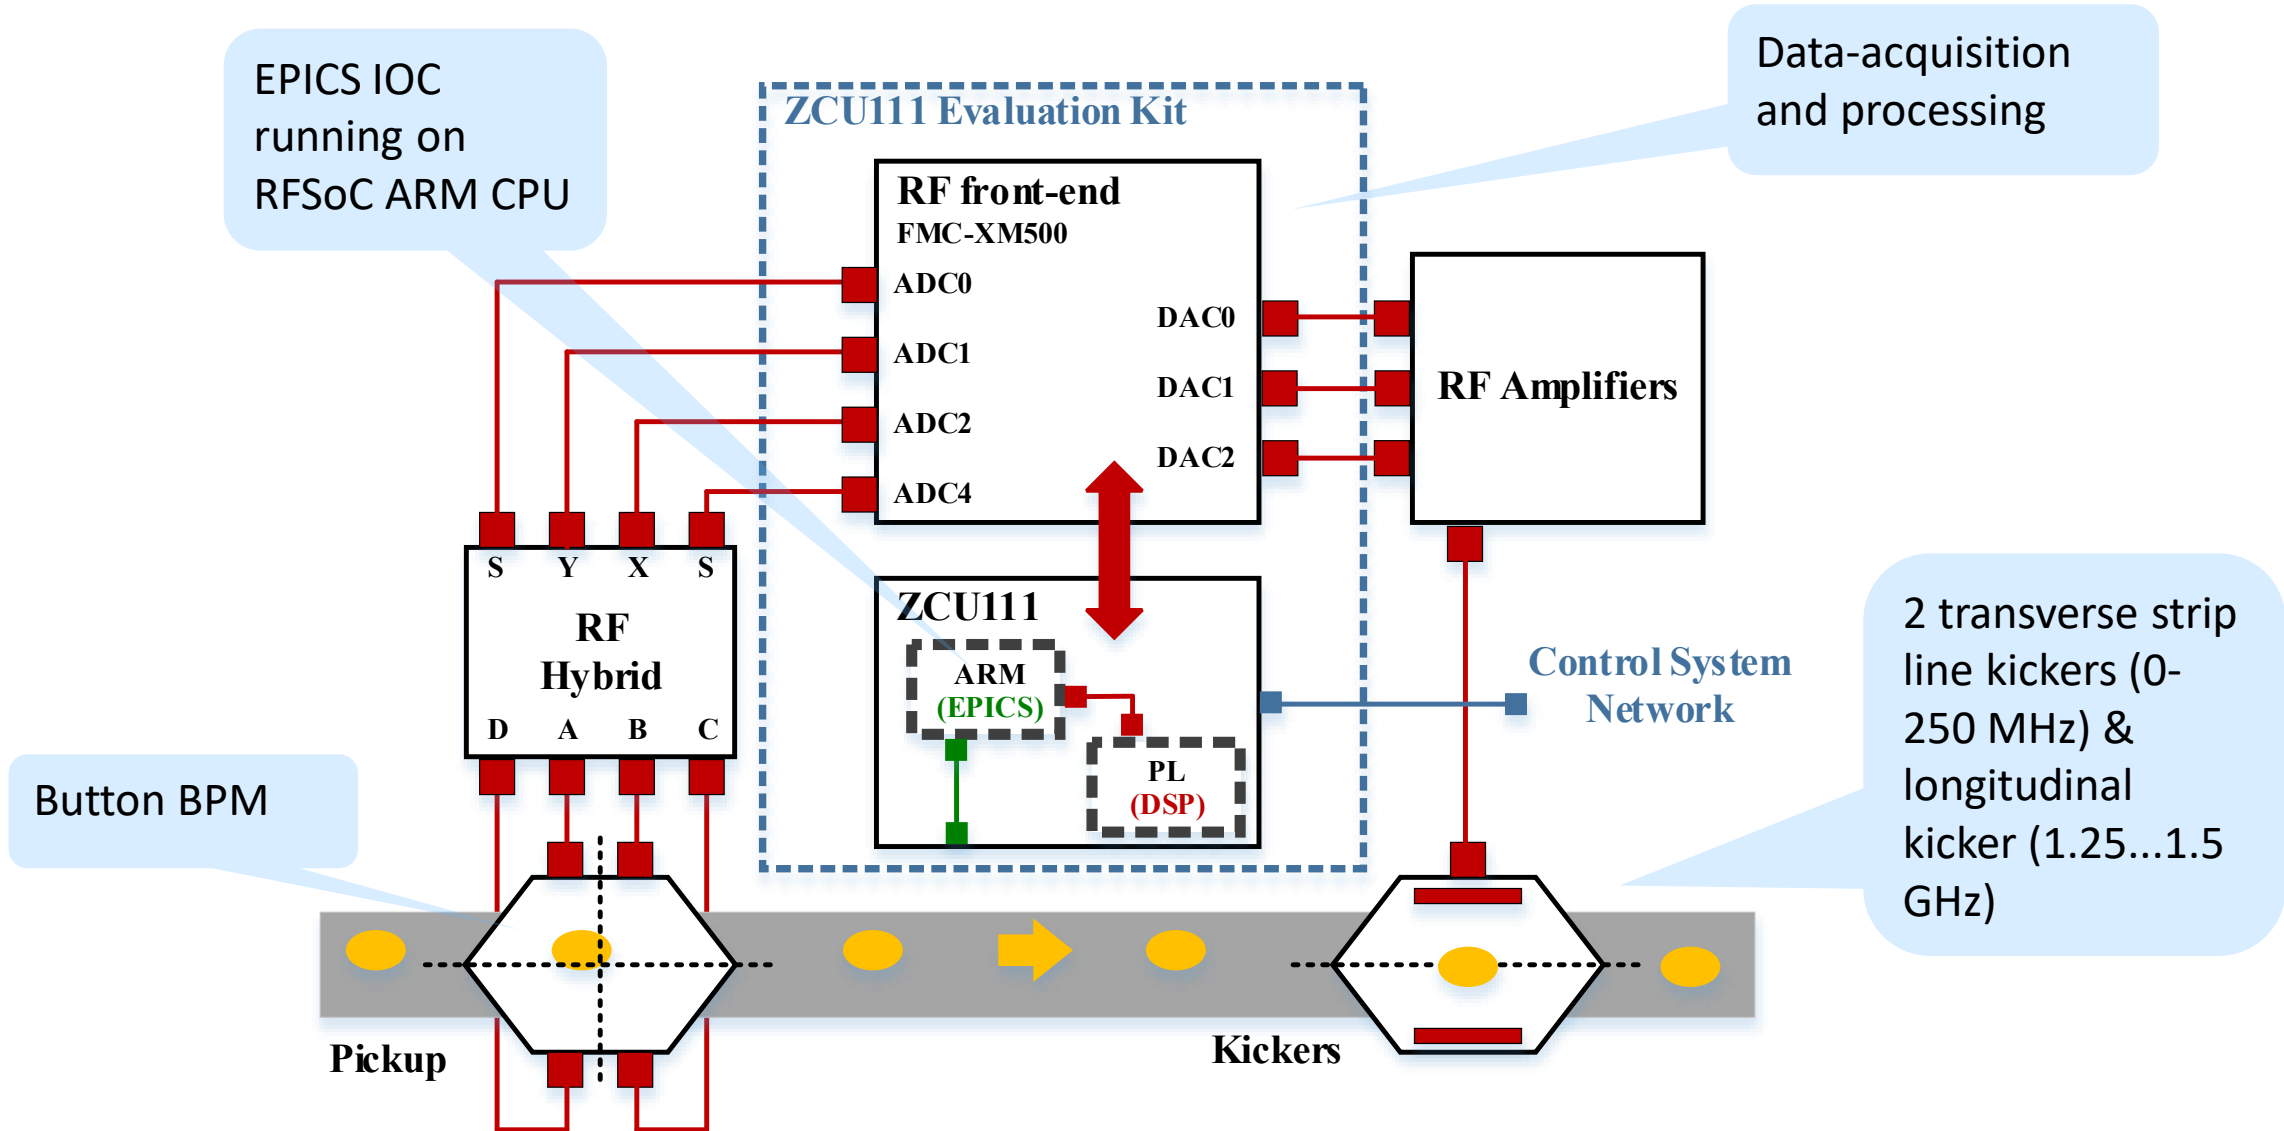 EPICS IOC
running on
RFSoC ARM CPU
Data-acquisition
and processing
ZCU111 Evaluation Kit
RF front-end
FMC-XM500
ADC0
ADC1
ADC2
ADC4
DAC0
DAC1
DAC2
RF Amplifiers
S Y X S
RF
Hybrid
D A B C
ZCU111
ARM
(EPICS)
PL
(DSP)
Control System
Network
2 transverse strip
line kickers (0-
250 MHz) &
longitudinal
kicker (1.25...1.5
GHz)
Button BPM
Pickup
Kickers